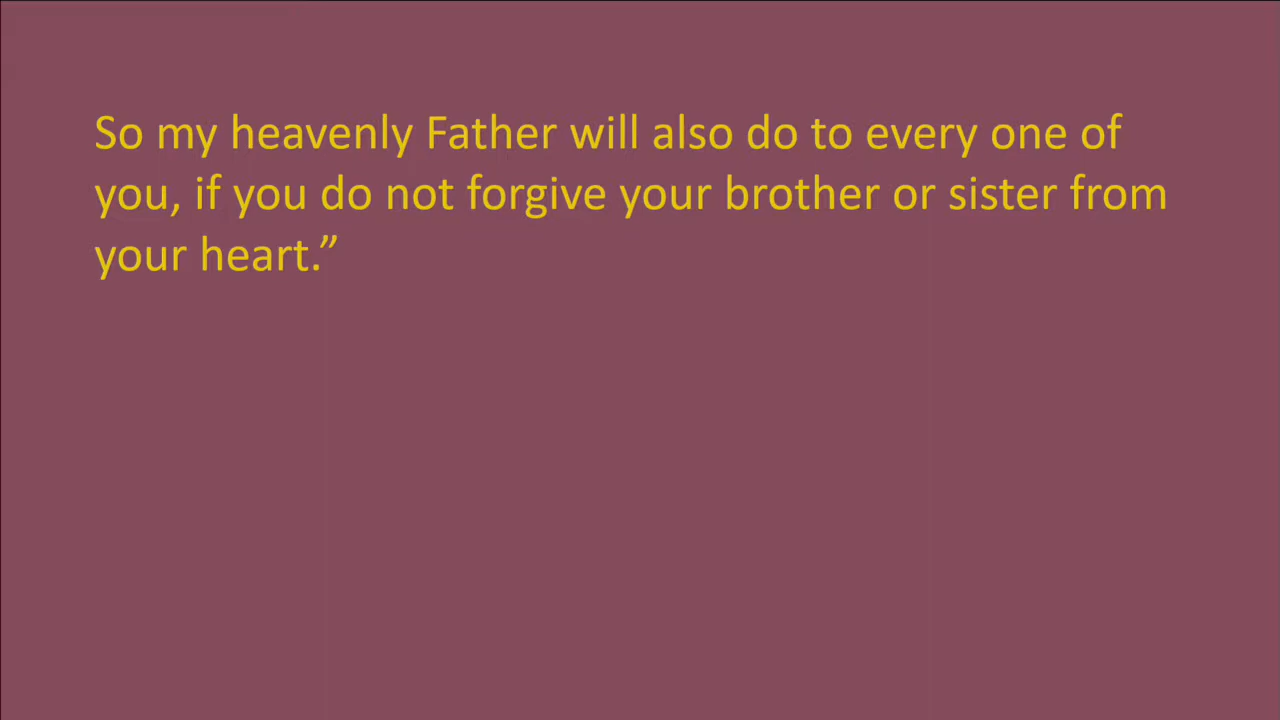 So my heavenly Father will also do to every one of
you, if you do not forgive your brother or sister from
your heart.”